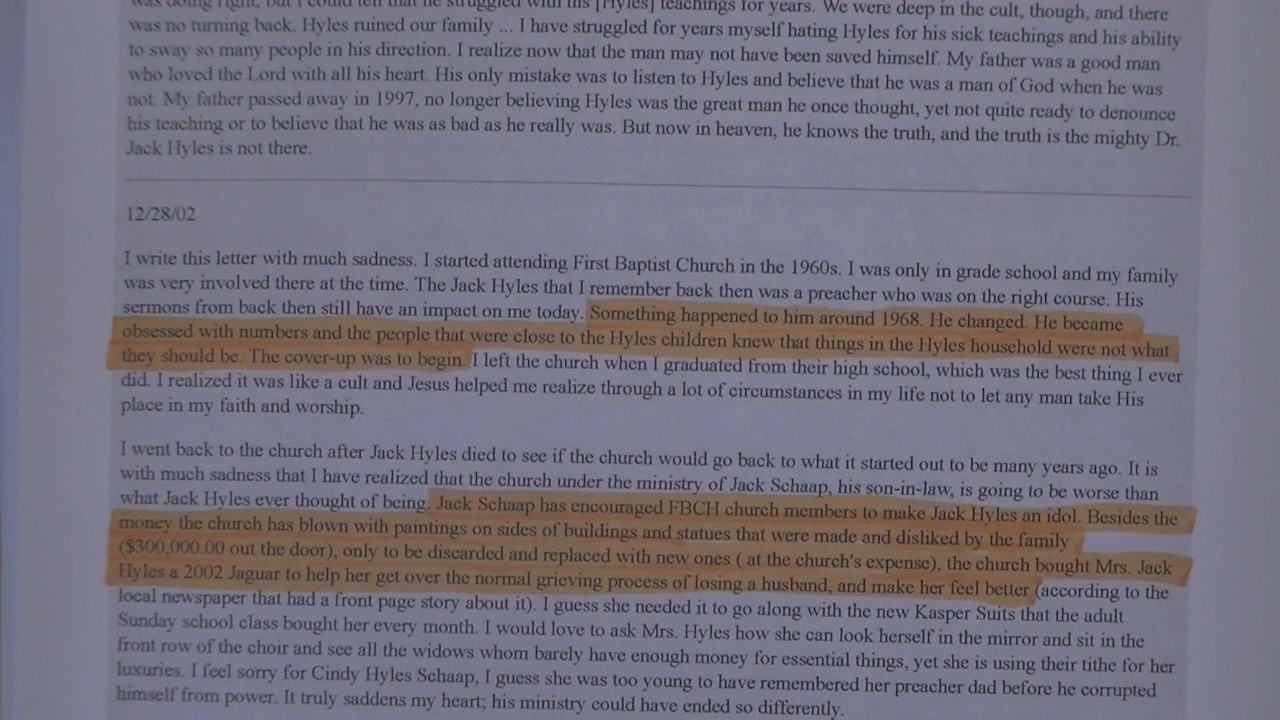 was doing right, but I could tell that he struggled with his [Hyles] teachings for years. We were deep in the cult, though, and there
was no turning back. Hyles ruined our family ... I have struggled for years myself hating Hyles for his sick teachings and his ability
to sway so many people in his direction. I realize now that the man may not have been saved himself. My father was a good man
who loved the Lord with all his heart. His only mistake was to listen to Hyles and believe that he was a man of God when he was
not. My father passed away in 1997, no longer believing Hyles was the great man he once thought, yet not quite ready to denounce
his teaching or to believe that he was as bad as he really was. But now in heaven, he knows the truth, and the truth is the mighty Dr.
Jack Hyles is not there.
12/28/02
I write this letter with much sadness. I started attending First Baptist Church in the 1960s. I was only in grade school and my family
was very involved there at the time. The Jack Hyles that I remember back then was a preacher who was on the right course. His
sermons from back then still have an impact on me today. Something happened to him around 1968. He changed. He became
obsessed with numbers and the people that were close to the Hyles children knew that things in the Hyles household were not what
they should be. The cover-up was to begin. I left the church when I graduated from their high school, which was the best thing I ever
did. I realized it was like a cult and Jesus helped me realize through a lot of circumstances in my life not to let any man take His
place in my faith and worship.
I went back to the church after Jack Hyles died to see if the church would go back to what it started out to be many years ago. It is
with much sadness that I have realized that the church under the ministry of Jack Schaap, his son-in-law, is going to be worse than
what Jack Hyles ever thought of being. Jack Schaap has encouraged FBCH church members to make Jack Hyles an idol. Besides the
money the church has blown with paintings on sides of buildings and statues that were made and disliked by the family
($300,000.00 out the door), only to be discarded and replaced with new ones ( at the church's expense), the church bought Mrs. Jack
Hyles a 2002 Jaguar to help her get over the normal grieving process of losing a husband, and make her feel better (according to the
local newspaper that had a front page story about it). I guess she needed it to go along with the new Kasper Suits that the adult
Sunday school class bought her every month. I would love to ask Mrs. Hyles how she can look herself in the mirror and sit in the
front row of the choir and see all the widows whom barely have enough money for essential things, yet she is using their tithe for her
luxuries. I feel sorry for Cindy Hyles Schaap, I guess she was too young to have remembered her preacher dad before he corrupted
himself from power. It truly saddens my heart; his ministry could have ended so differently.